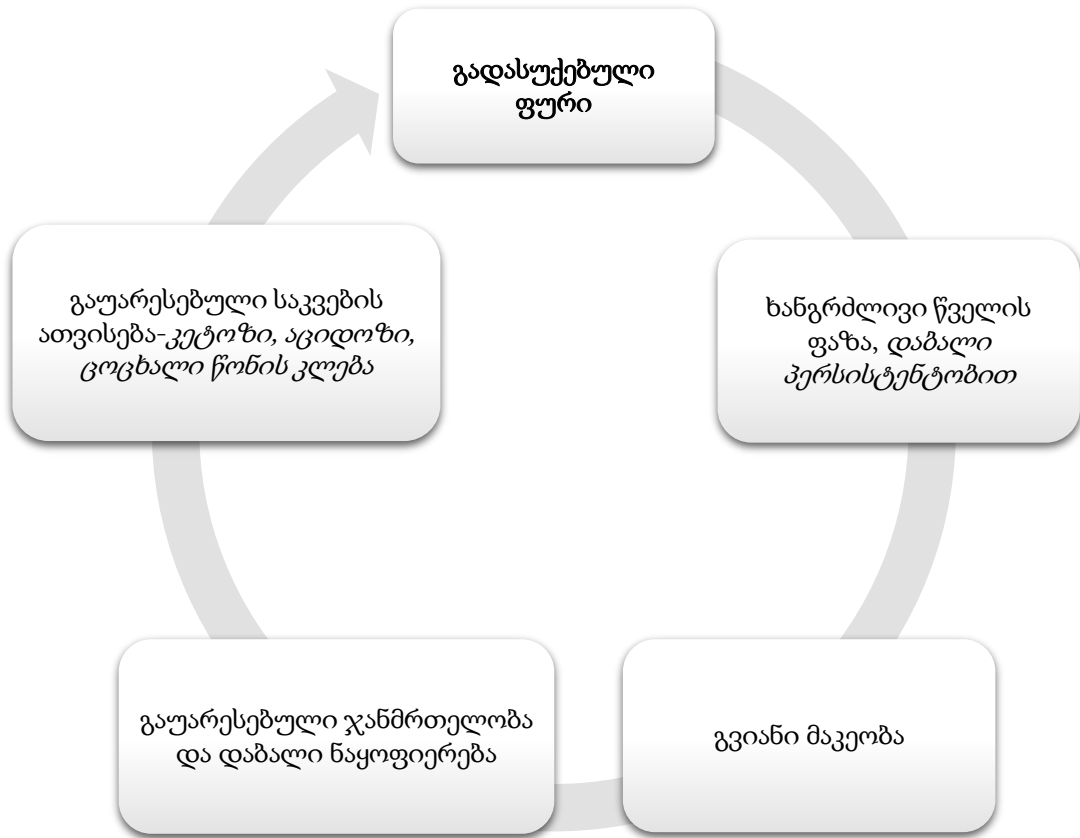 გადასუქებული
ფური
ხანგრძლივი წველის
ფაზა, დაბალი
პერსისტენტობით
გვიანი მაკეობა
გაუარესებული ჯანმრთელობა
და დაბალი ნაყოფიერება
გაუარესებული საკვების
ათვისება-კეტოზი, აციდოზი,
ცოცხალი წონის კლება